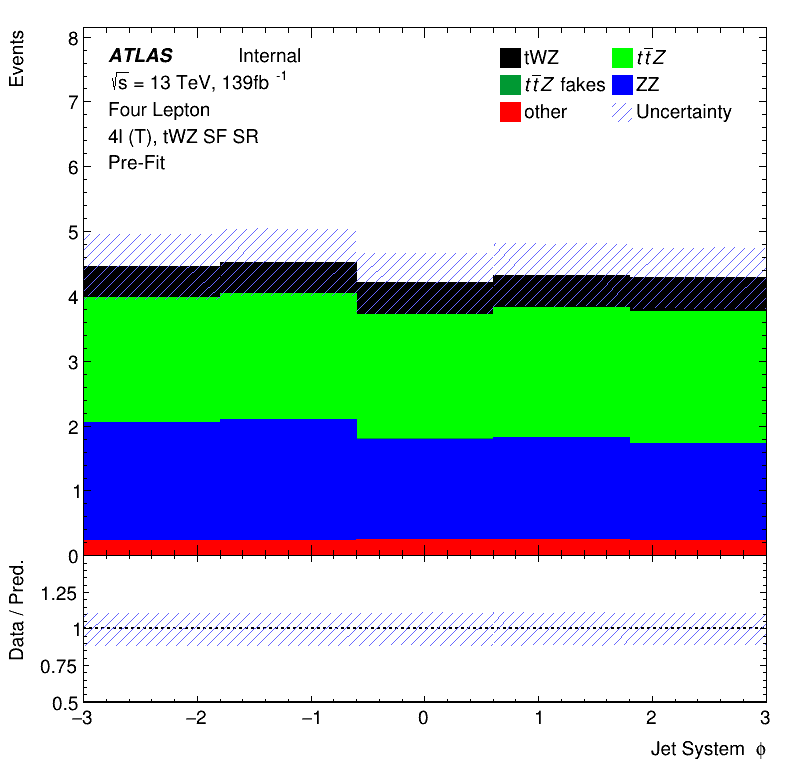 Events
8
7
6
5
4
3
2
1
0
ATLAS Internal
√s = 13 TeV, 139fb ⁻¹
Four Lepton
4l (T), tWZ SF SR
Pre-Fit
tWZ
tt̄Z
tt̄Z fakes
ZZ
other
Uncertainty
Data / Pred.
1.25
1
0.75
0.5
−3 −2 −1 0 1 2 3
Jet System ϕ